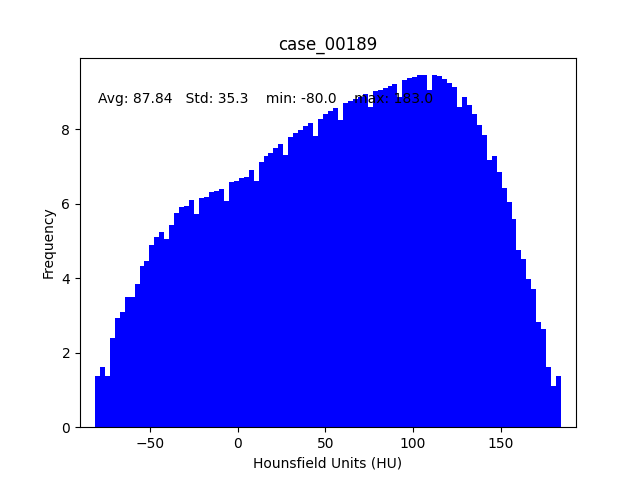 case_00189
Avg: 87.84 Std: 35.3 min: -80.0 max: 183.0
8
6
4
2
0
Frequency
−50 0 50 100 150
Hounsfield Units (HU)